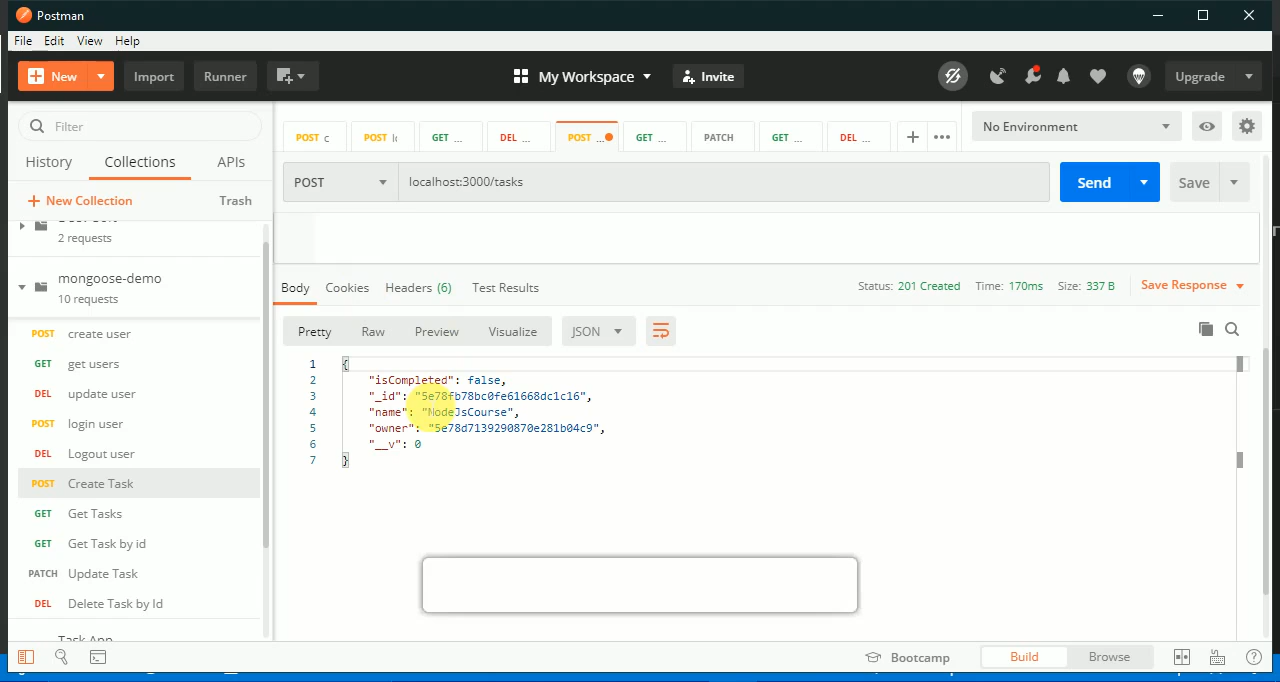 Postman
File Edit View Help
New Import Runner My Workspace Invite Upgrade
Filter
History Collections APIs
New Collection Trash
2 requests
mongoose-demo
10 requests
POST create user
GET get users
DEL update user
POST login user
DEL Logout user
POST Create Task
GET Get Tasks
GET Get Task by id
PATCH Update Task
DEL Delete Task by Id
Task App
POST c POST GET ... DEL ... POST ... GET ... PATCH GET ... DEL ... + •••
No Environment
POST localhost:3000/tasks Send Save
Body Cookies Headers (6) Test Results Status: 201 Created Time: 170ms Size: 337 B Save Response
Pretty Raw Preview Visualize JSON
1 {
2 "isCompleted": false,
3 "_id": "5e78fb78bc0fe61668dc1c16",
4 "name": "NodeJsCourse",
5 "owner": "5e78d7139290870e281b04c9",
6 "__v": 0
7 }
Bootcamp Build Browse